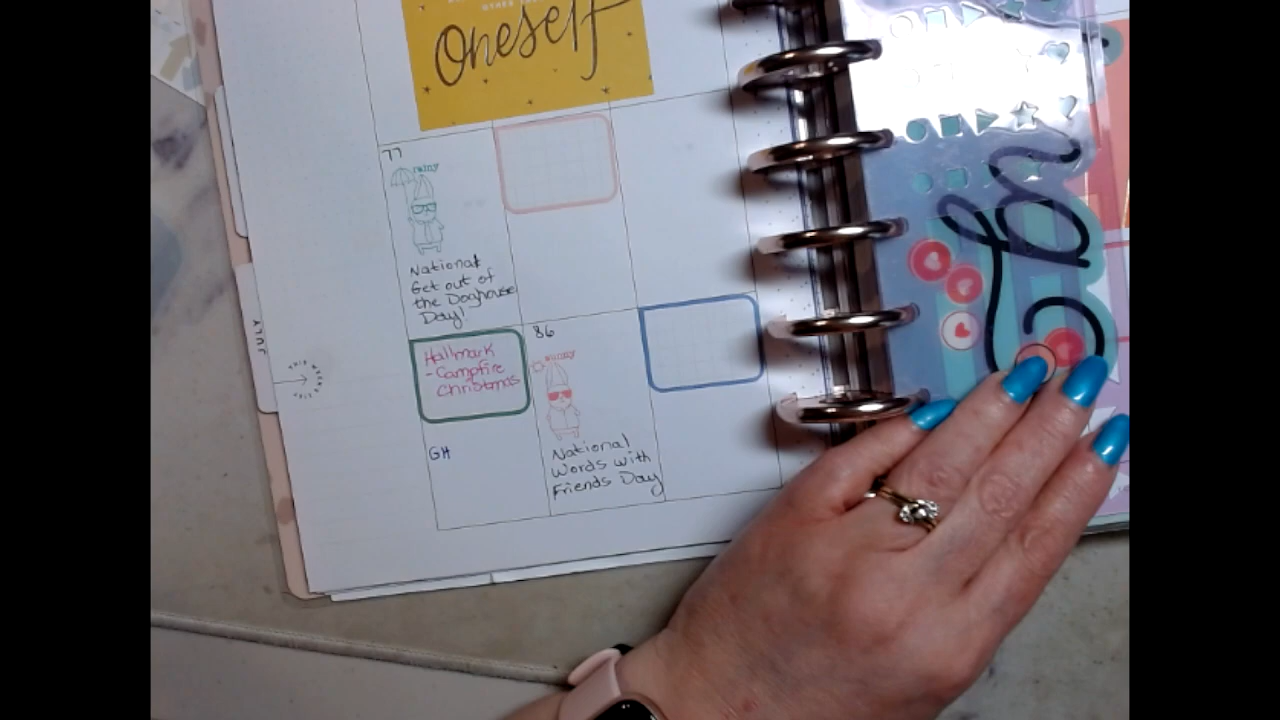 Oneself
77
rainy
National
Get out of
the Doghouse
Day!
Hallmark
- Campfire
Christmas
86
sunny
GH
National
Words with
Friends Day
JULY